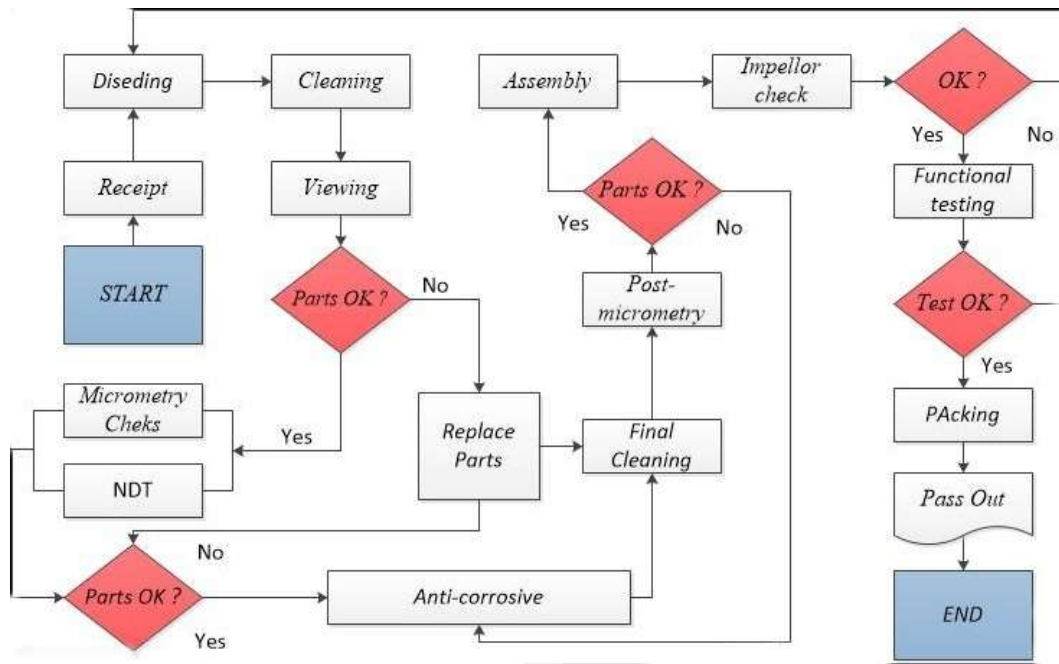 Diseding
Cleaning
Assembly
Impellor
check
OK ?
Yes
No
Receipt
Viewing
Parts OK ?
Yes
No
Functional
testing
START
Parts OK ?
No
Post-
micrometry
Test OK ?
Yes
Micrometry
Cheks
Yes
Replace
Parts
Final
Cleaning
PAcking
NDT
Pass Out
No
Parts OK ?
Yes
Anti-corrosive
END